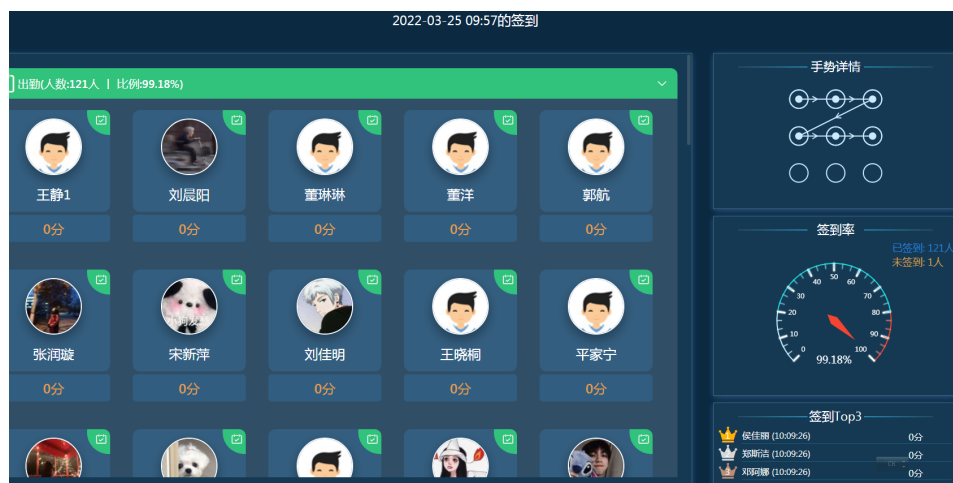 2022-03-25 09:57的签到
出勤(人数:121人 | 比例:99.18%)
王静1
刘晨阳
董琳琳
董洋
郭航
0分
0分
0分
0分
0分
张润璇
宋新萍
刘佳明
王晓桐
平家宁
0分
0分
0分
0分
0分
手势详情
签到率
已签到: 121人
未签到: 1人
0
10
20
30
40
50
60
70
80
90
100
99.18%
签到Top3
侯佳丽 (10:09:26)
0分
郑斯洁 (10:09:26)
0分
邓阿娜 (10:09:26)
0分